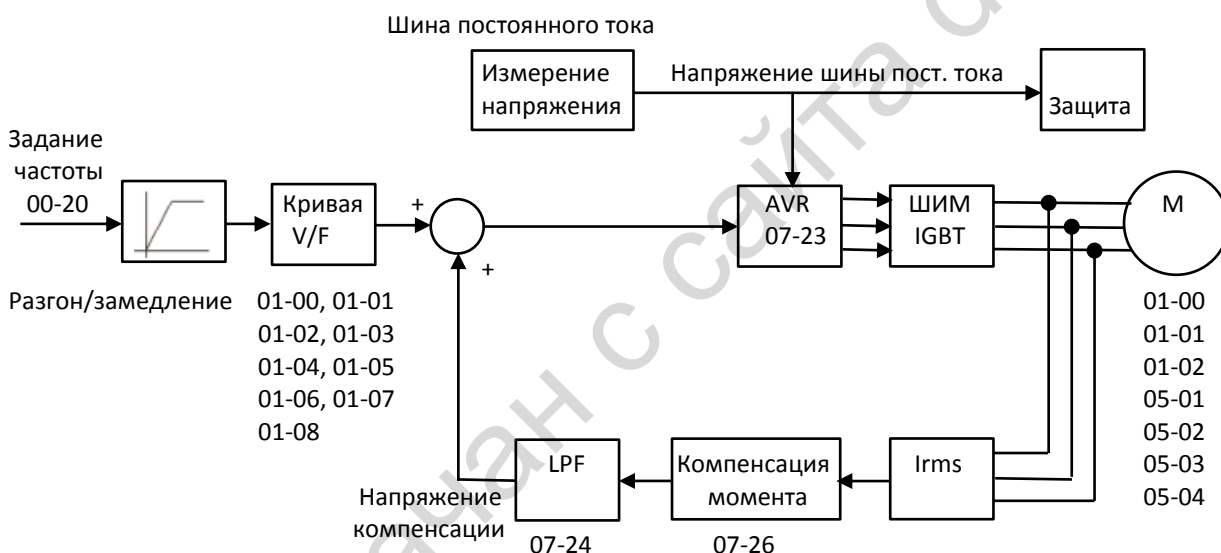 Шина постоянного тока
Измерение
напряжения
Напряжение шины пост. тока
Защита
Задание
частоты
00-20
Кривая
V/F
+
+
AVR
07-23
ШИМ
IGBT
M
Разгон/замедление
01-00, 01-01
01-02, 01-03
01-04, 01-05
01-06, 01-07
01-08
01-00
01-01
01-02
05-01
05-02
05-03
05-04
Напряжение
компенсации
LPF
07-24
Компенсация
момента
07-26
Irms
чан с сайта